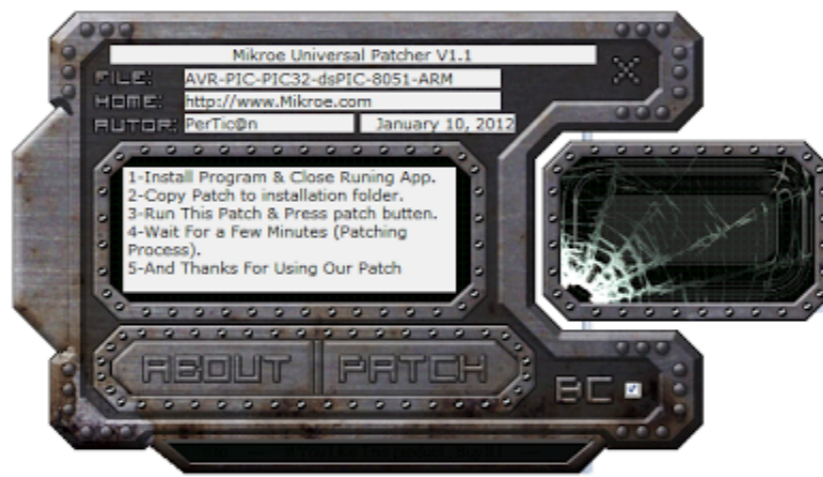 Mikroe Universal Patcher V1.1
FILE: AVR-PIC-PIC32-dsPIC-8051-ARM
HOME: http://www.Mikroe.com
AUTOR: PerTic@n January 10, 2012
1-Install Program & Close Runing App.
2-Copy Patch to installation folder.
3-Run This Patch & Press patch butten.
4-Wait For a Few Minutes (Patching
Process).
5-And Thanks For Using Our Patch
ABOUT PATCH
BC